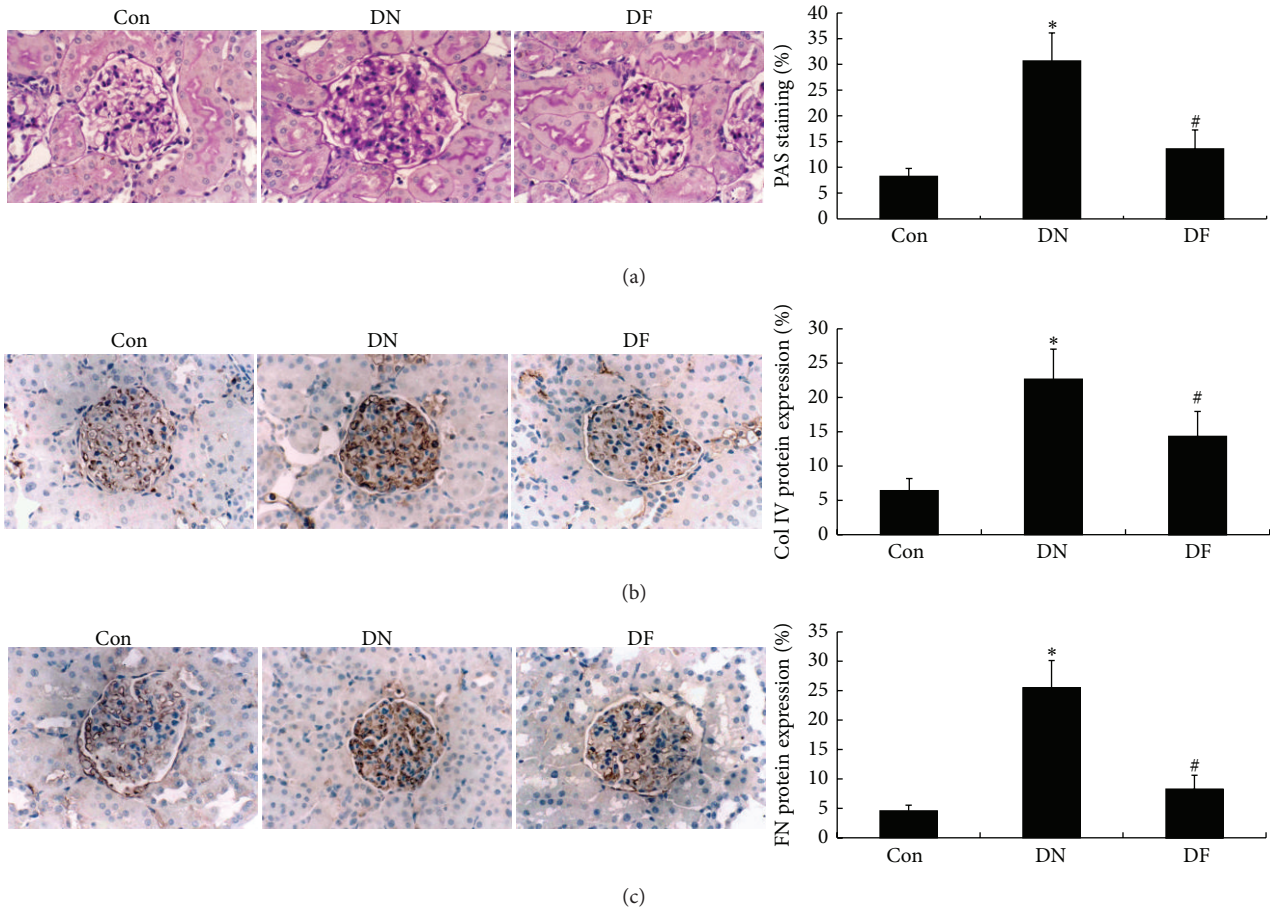 Con DN DF
PAS staining (%)
40
35
30
25
20
15
10
5
0
*
#
Con DN DF
(a)
Con DN DF
Col IV protein expression (%)
30
25
20
15
10
5
0
*
#
Con DN DF
(b)
Con DN DF
FN protein expression (%)
35
30
25
20
15
10
5
0
*
#
Con DN DF
(c)